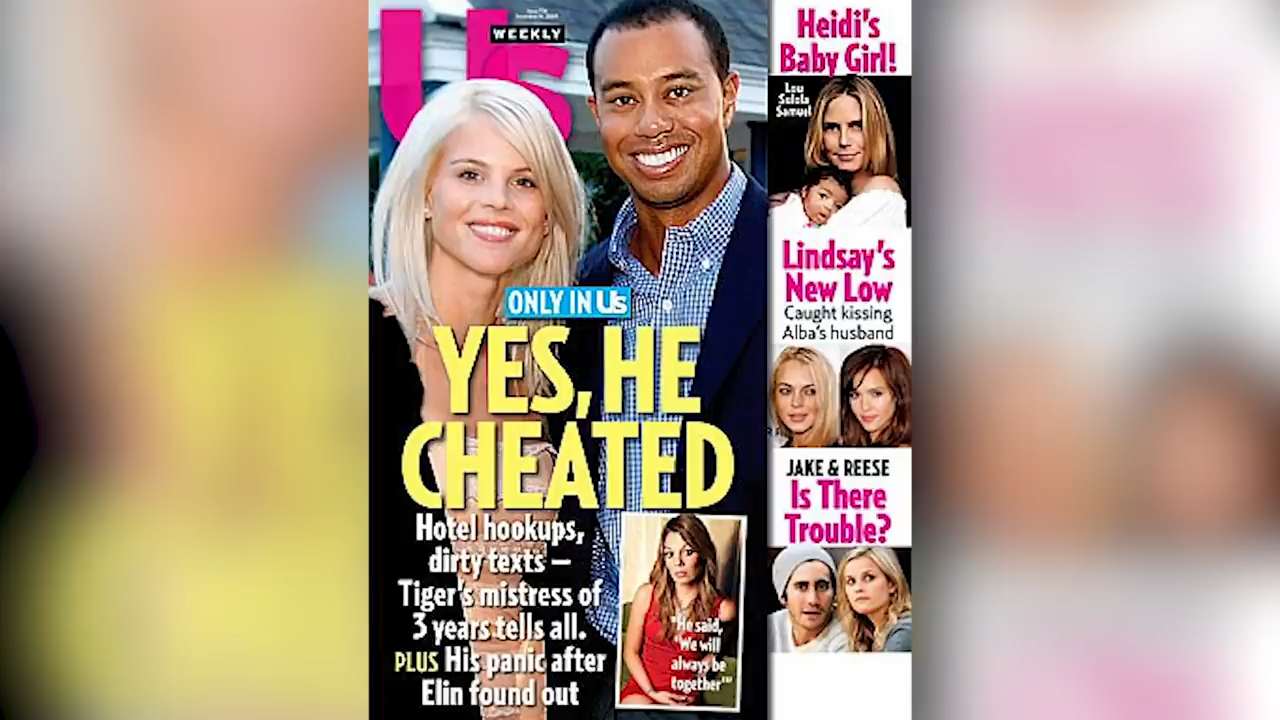 Us
WEEKLY
ONLY IN Us
YES, HE
CHEATED
Hotel hookups,
dirty texts —
Tiger's mistress of
3 years tells all.
PLUS His panic after
Elin found out
"He said,
'We will
always be
together'"
Heidi's
Baby Girl!
Lou
Sulola
Samuel
Lindsay's
New Low
Caught kissing
Alba's husband
JAKE & REESE
Is There
Trouble?